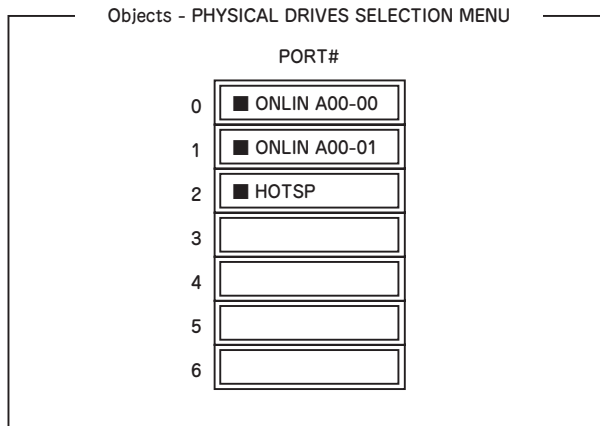 Objects - PHYSICAL DRIVES SELECTION MENU
PORT#
0 ■ ONLIN A00-00
1 ■ ONLIN A00-01
2 ■ HOTSP
3
4
5
6